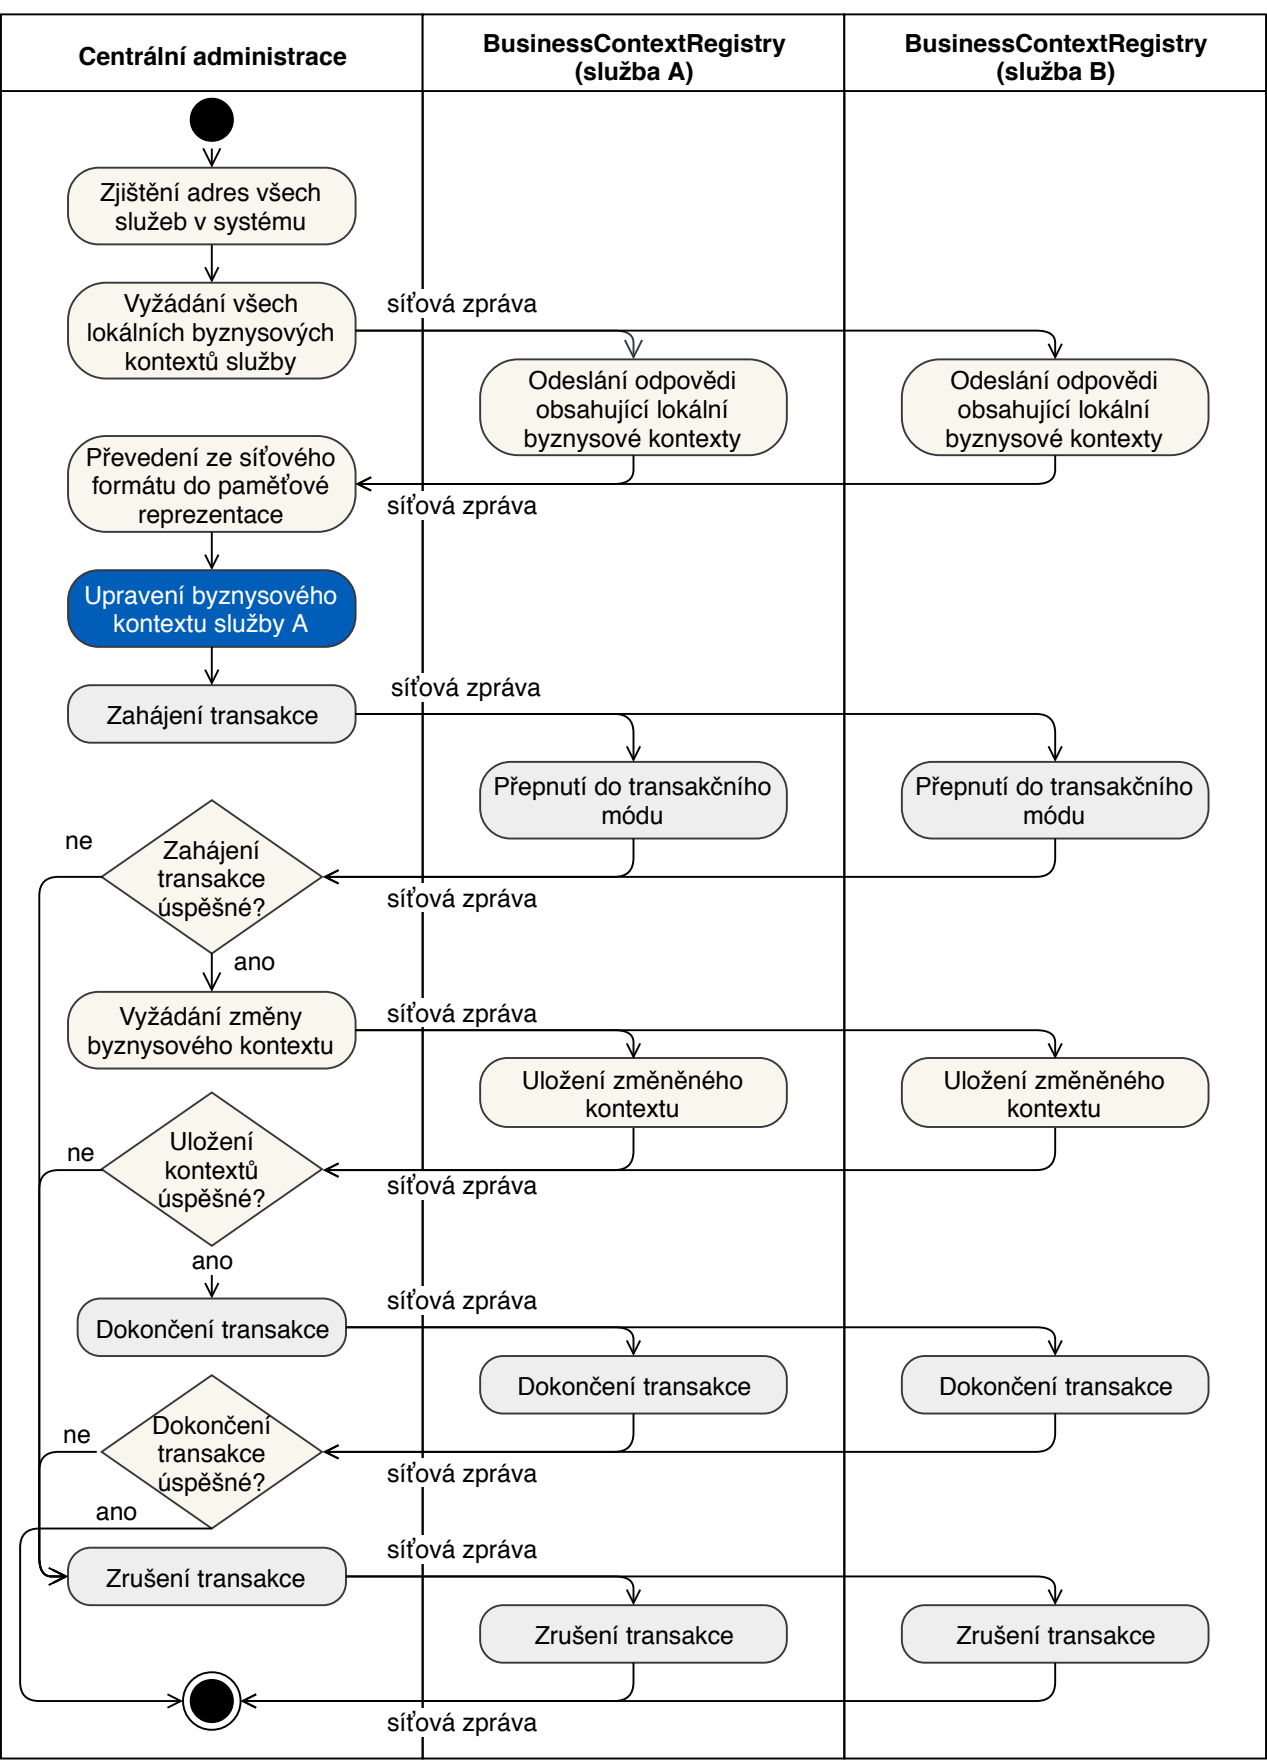 Centrální administrace
BusinessContextRegistry
(služba A)
BusinessContextRegistry
(služba B)
Zjištění adres všech
služeb v systému
Vyžádání všech
lokálních byznysových
kontextů služby
síťová zpráva
Odeslání odpovědi
obsahující lokální
byznysové kontexty
Odeslání odpovědi
obsahující lokální
byznysové kontexty
Převedení ze síťového
formátu do paměťové
reprezentace
síťová zpráva
Upravení byznysového
kontextu služby A
síťová zpráva
Zahájení transakce
Přepnutí do transakčního
módu
Přepnutí do transakčního
módu
ne
Zahájení
transakce
úspěšné?
síťová zpráva
ano
Vyžádání změny
byznysového kontextu
síťová zpráva
Uložení změněného
kontextu
Uložení změněného
kontextu
ne
Uložení
kontextů
úspěšné?
síťová zpráva
ano
síťová zpráva
Dokončení transakce
Dokončení transakce
Dokončení transakce
ne
Dokončení
transakce
úspěšné?
síťová zpráva
ano
síťová zpráva
Zrušení transakce
Zrušení transakce
Zrušení transakce
síťová zpráva